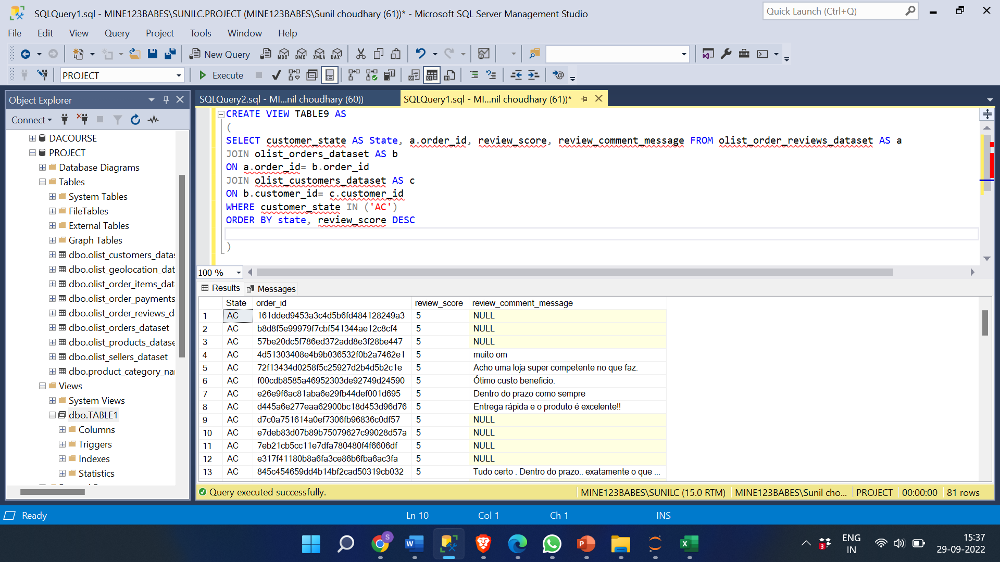 SQLQuery1.sql - MINE123BABES\SUNILC.PROJECT (MINE123BABES\Sunil choudhary (61))* - Microsoft SQL Server Management Studio
Quick Launch (Ctrl+Q)
File Edit View Query Project Tools Window Help
New Query MDX DMX XMLA DAX
PROJECT Execute
Object Explorer
Connect
DACOURSE
PROJECT
Database Diagrams
Tables
System Tables
FileTables
External Tables
Graph Tables
dbo.olist_customers_datas
dbo.olist_geolocation_dat
dbo.olist_order_items_dat
dbo.olist_order_payments
dbo.olist_order_reviews_d
dbo.olist_orders_dataset
dbo.olist_products_datase
dbo.olist_sellers_dataset
dbo.product_category_na
Views
System Views
dbo.TABLE1
Columns
Triggers
Indexes
Statistics
SQLQuery2.sql - MI...nil choudhary (60))
SQLQuery1.sql - MI...nil choudhary (61))*
CREATE VIEW TABLE9 AS
(
SELECT customer_state AS State, a.order_id, review_score, review_comment_message FROM olist_order_reviews_dataset AS a
JOIN olist_orders_dataset AS b
ON a.order_id= b.order_id
JOIN olist_customers_dataset AS c
ON b.customer_id= c.customer_id
WHERE customer_state IN ('AC')
ORDER BY state, review_score DESC
)
100 %
Results Messages
State order_id review_score review_comment_message
1 AC 161dded9453a3c4d5b6fd484128249a3 5 NULL
2 AC b8d8f5e99979f7cbf541344ae12c8cf4 5 NULL
3 AC 57be20dc5f786ed372add8e3f28be447 5 NULL
4 AC 4d51303408e4b9b036532f0b2a7462e1 5 muito om
5 AC 72f13434d0258f5c25927d2b4d5b2c1e 5 Acho uma loja super competente no que faz.
6 AC f00cdb8585a46952303de92749d24590 5 Ótimo custo beneficio.
7 AC e26e9f6ac81aba6e29fb44def001d695 5 Dentro do prazo como sempre
8 AC d445a6e277eaa62900bc18d453d96d76 5 Entrega rápida e o produto é excelente!!
9 AC d7c0a751614a0ef7306fb96836c0df57 5 NULL
10 AC e7deb83d07b89b75079627c99028d57a 5 NULL
11 AC 7eb21cb5cc11e7dfa780480f4f6606df 5 NULL
12 AC e317f41180b8a6fa3ce86b6fba6ac3fa 5 NULL
13 AC 845c454659dd4b14bf2cad50319cb032 5 Tudo certo . Dentro do prazo.. exatamente o que ...
Query executed successfully. MINE123BABES\SUNILC (15.0 RTM) MINE123BABES\Sunil cho... PROJECT 00:00:00 81 rows
Ready Ln 10 Col 1 Ch 1 INS
S
W
P
X
3
ENG
IN
15:37
29-09-2022